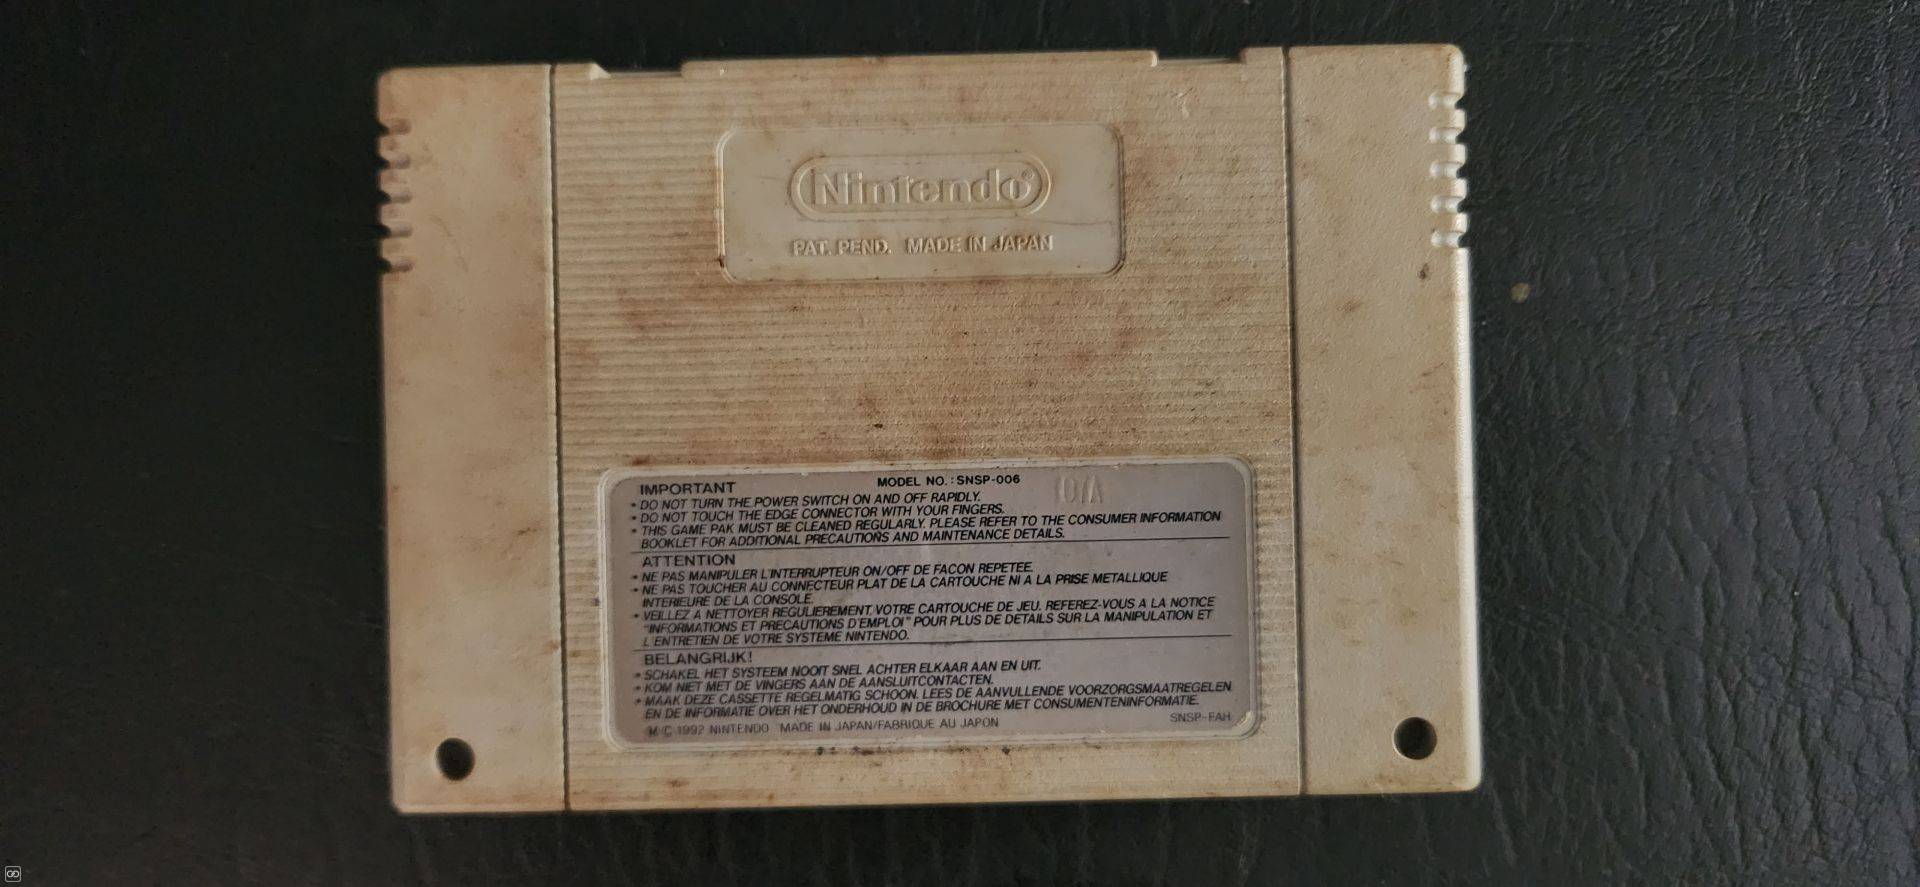 Nintendo®
PAT. PEND. MADE IN JAPAN
IMPORTANT
MODEL NO.: SNSP-006
• DO NOT TURN THE POWER SWITCH ON AND OFF RAPIDLY.
• DO NOT TOUCH THE EDGE CONNECTOR WITH YOUR FINGERS.
• THIS GAME PAK MUST BE CLEANED REGULARLY. PLEASE REFER TO THE CONSUMER INFORMATION
BOOKLET FOR ADDITIONAL PRECAUTIONS AND MAINTENANCE DETAILS.
ATTENTION
• NE PAS MANIPULER L'INTERRUPTEUR ON/OFF DE FACON REPETEE.
• NE PAS TOUCHER AU CONNECTEUR PLAT DE LA CARTOUCHE NI A LA PRISE METALLIQUE
INTERIEURE DE LA CONSOLE.
• VEILLEZ A NETTOYER REGULIEREMENT VOTRE CARTOUCHE DE JEU. REFEREZ-VOUS A LA NOTICE
"INFORMATIONS ET PRECAUTIONS D'EMPLOI" POUR PLUS DE DETAILS SUR LA MANIPULATION ET
L'ENTRETIEN DE VOTRE SYSTEME NINTENDO.
BELANGRIJK!
• SCHAKEL HET SYSTEEM NOOIT SNEL ACHTER ELKAAR AAN EN UIT.
• KOM NIET MET DE VINGERS AAN DE AANSLUITCONTACTEN.
• MAAK DEZE CASSETTE REGELMATIG SCHOON. LEES DE AANVULLENDE VOORZORGSMAATREGELEN
EN DE INFORMATIE OVER HET ONDERHOUD IN DE BROCHURE MET CONSUMENTENINFORMATIE.
M/C 1992 NINTENDO MADE IN JAPAN/FABRIQUE AU JAPON
SNSP-FAH